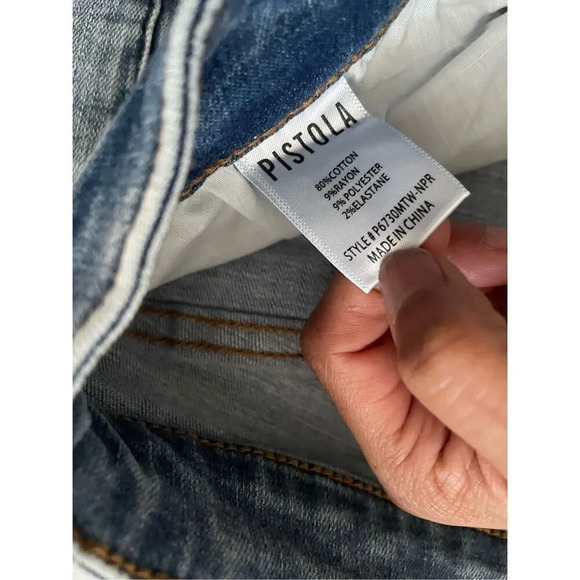 PISTOLA
80%COTTON
9%RAYON
9% POLYESTER
2%ELASTANE
STYLE# P6730MTW-NPR
MADE IN CHINA